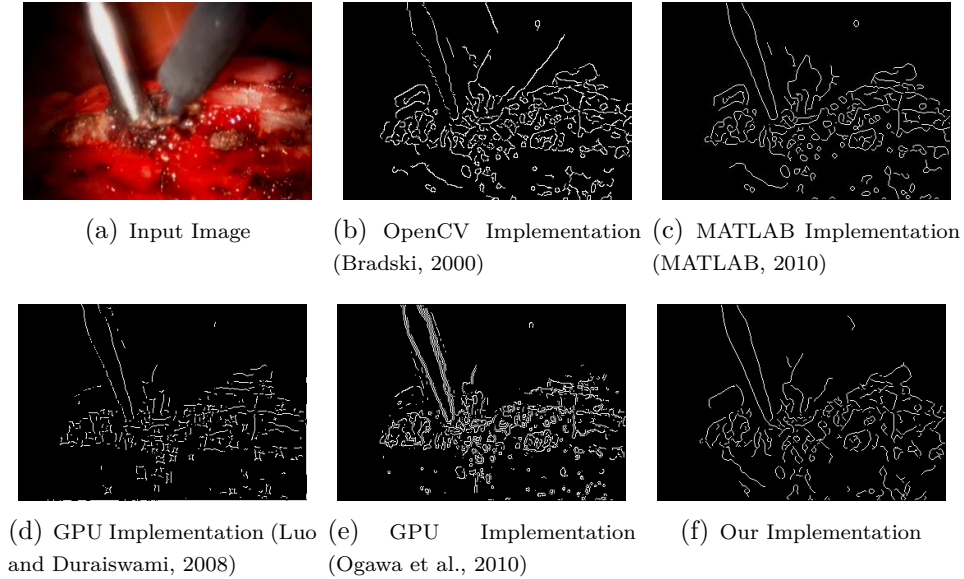 (a) Input Image
(b) OpenCV Implementation
(Bradski, 2000)
(c) MATLAB Implementation
(MATLAB, 2010)
(d) GPU Implementation (Luo
and Duraiswami, 2008)
(e) GPU Implementation
(Ogawa et al., 2010)
(f) Our Implementation